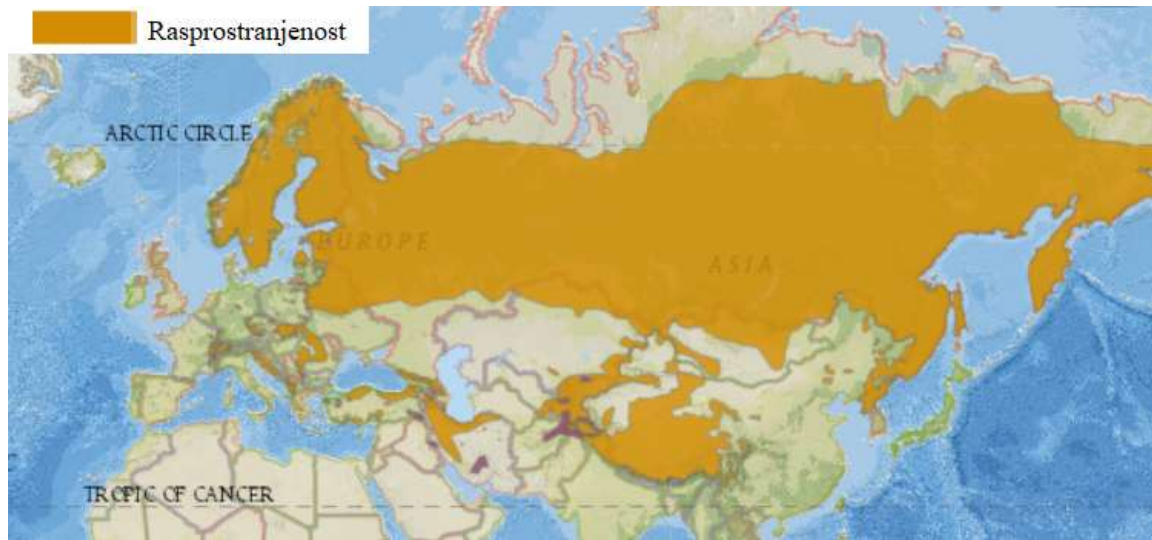 Rasprostranjenost
ARCTIC CIRCLE
EUROPE
ASIA
TROPIC OF CANCER